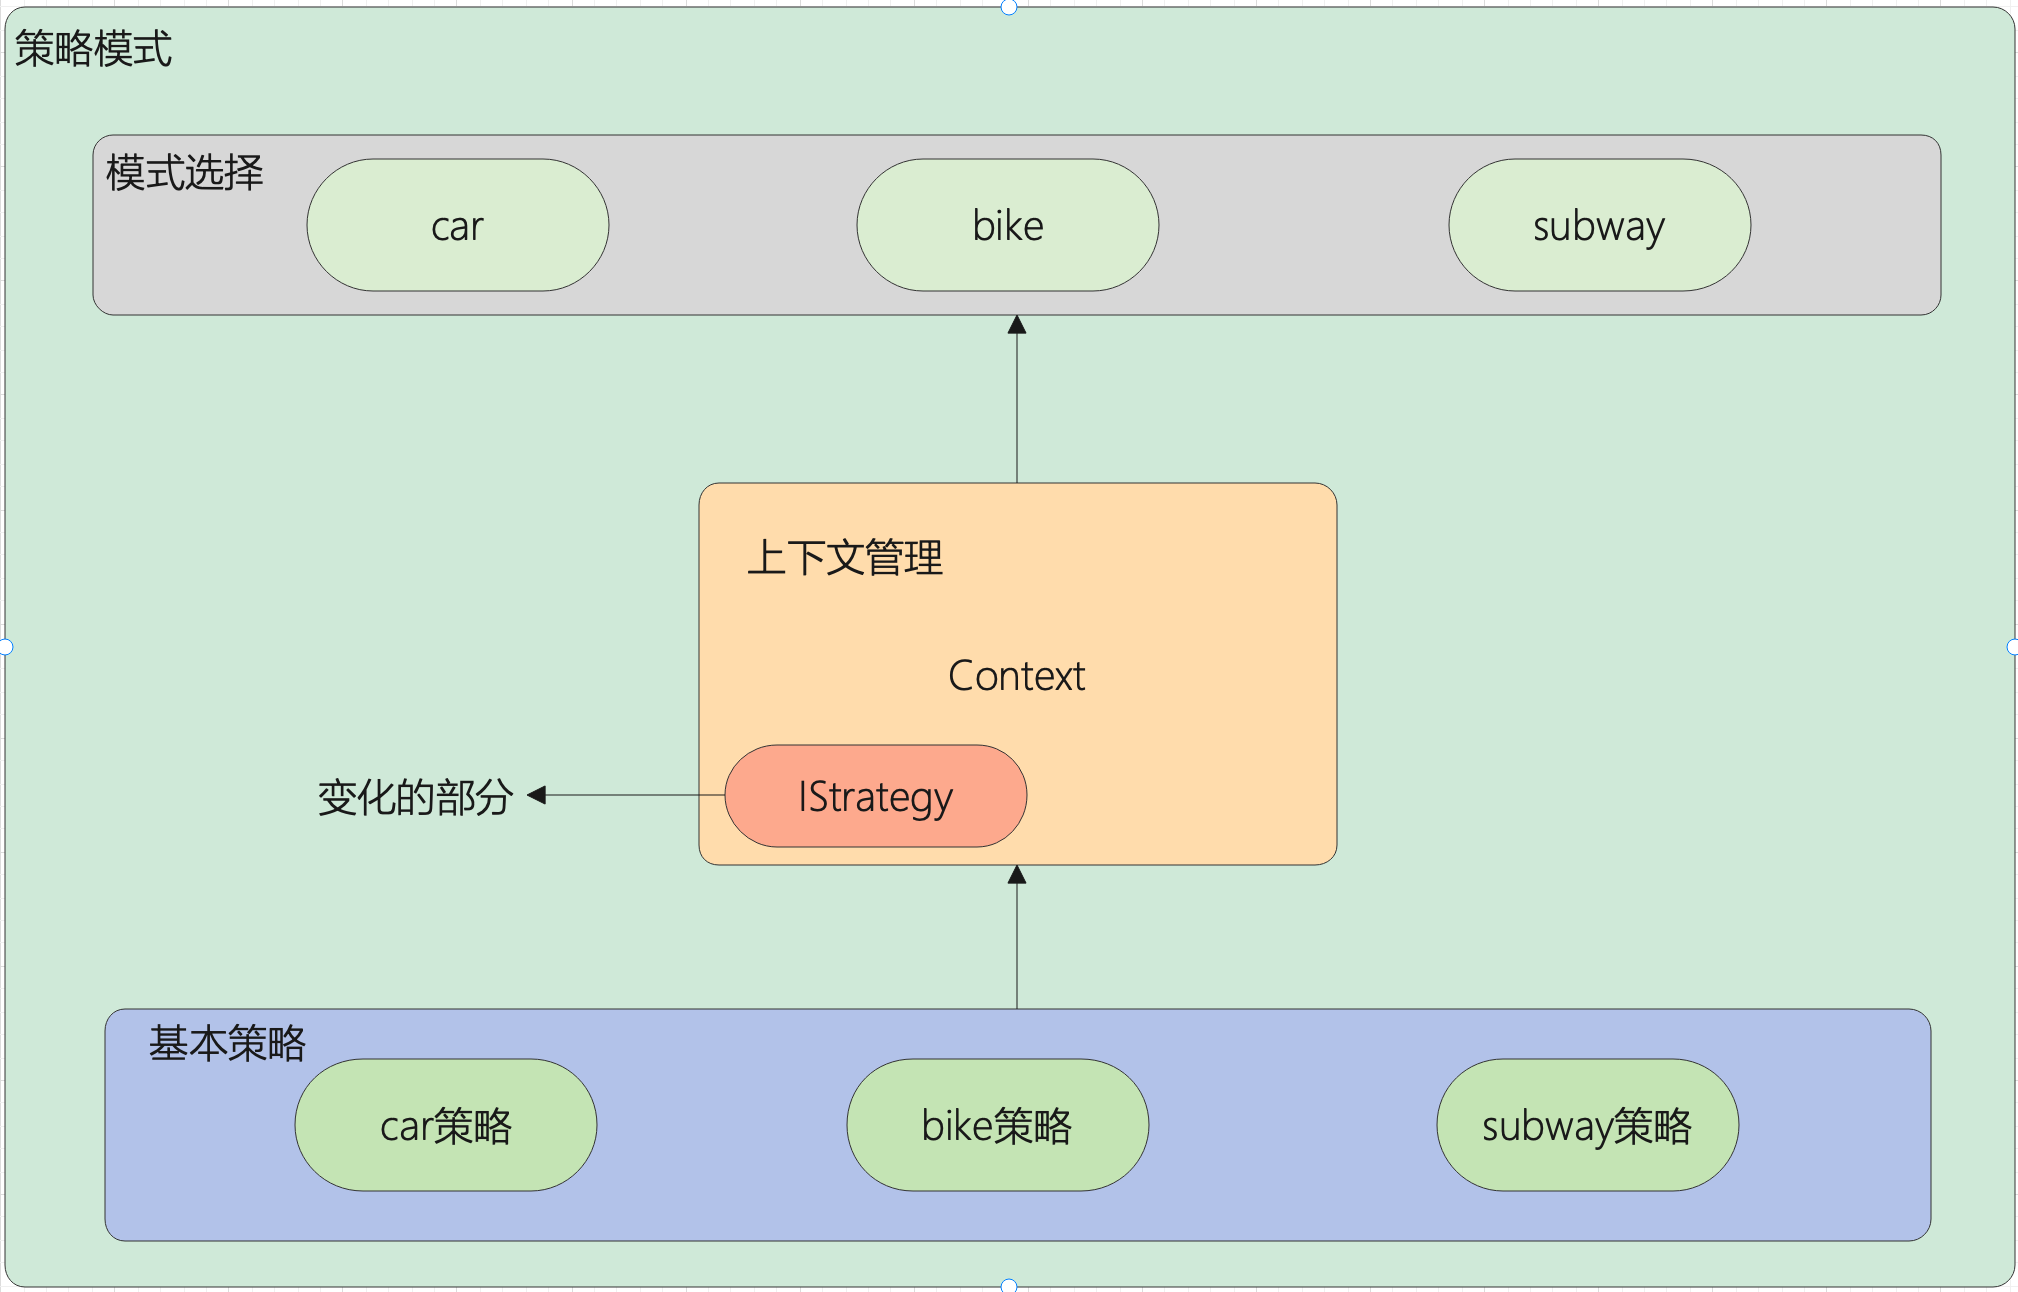 策略模式
模式选择
car
bike
subway
上下文管理
Context
变化的部分
IStrategy
基本策略
car策略
bike策略
subway策略